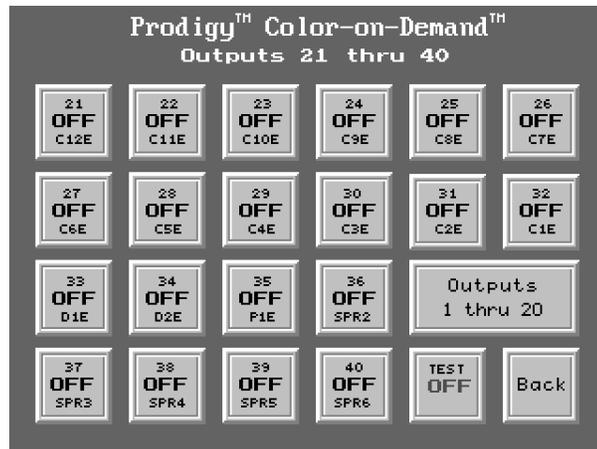 Prodigy™ Color-on-Demand™
Outputs 21 thru 40
21 22 23 24 25 26
OFF OFF OFF OFF OFF OFF
C12E C11E C10E C9E C8E C7E
27 28 29 30 31 32
OFF OFF OFF OFF OFF OFF
C6E C5E C4E C3E C2E C1E
33 34 35 36 Outputs
OFF OFF OFF OFF 1 thru 20
D1E D2E P1E SPR2
37 38 39 40 TEST
OFF OFF OFF OFF OFF Back
SPR3 SPR4 SPR5 SPR6